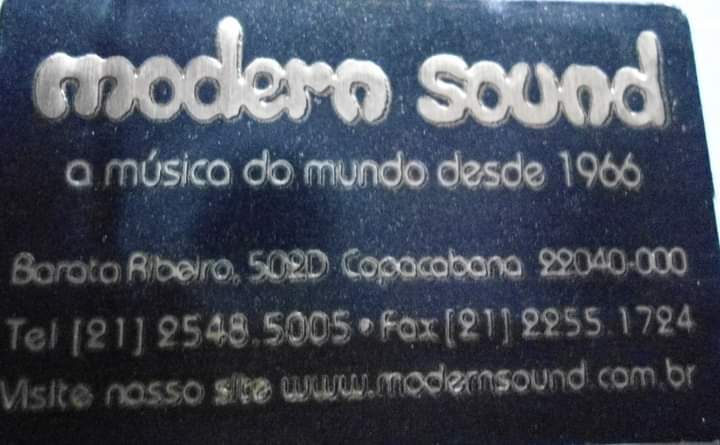 modern sound
a música do mundo desde 1966
Barata Ribeiro, 502D Copacabana 22040-000
Tel [21] 2548.5005 • Fax [21] 2255.1724
Visite nosso site www.modernsound.com.br